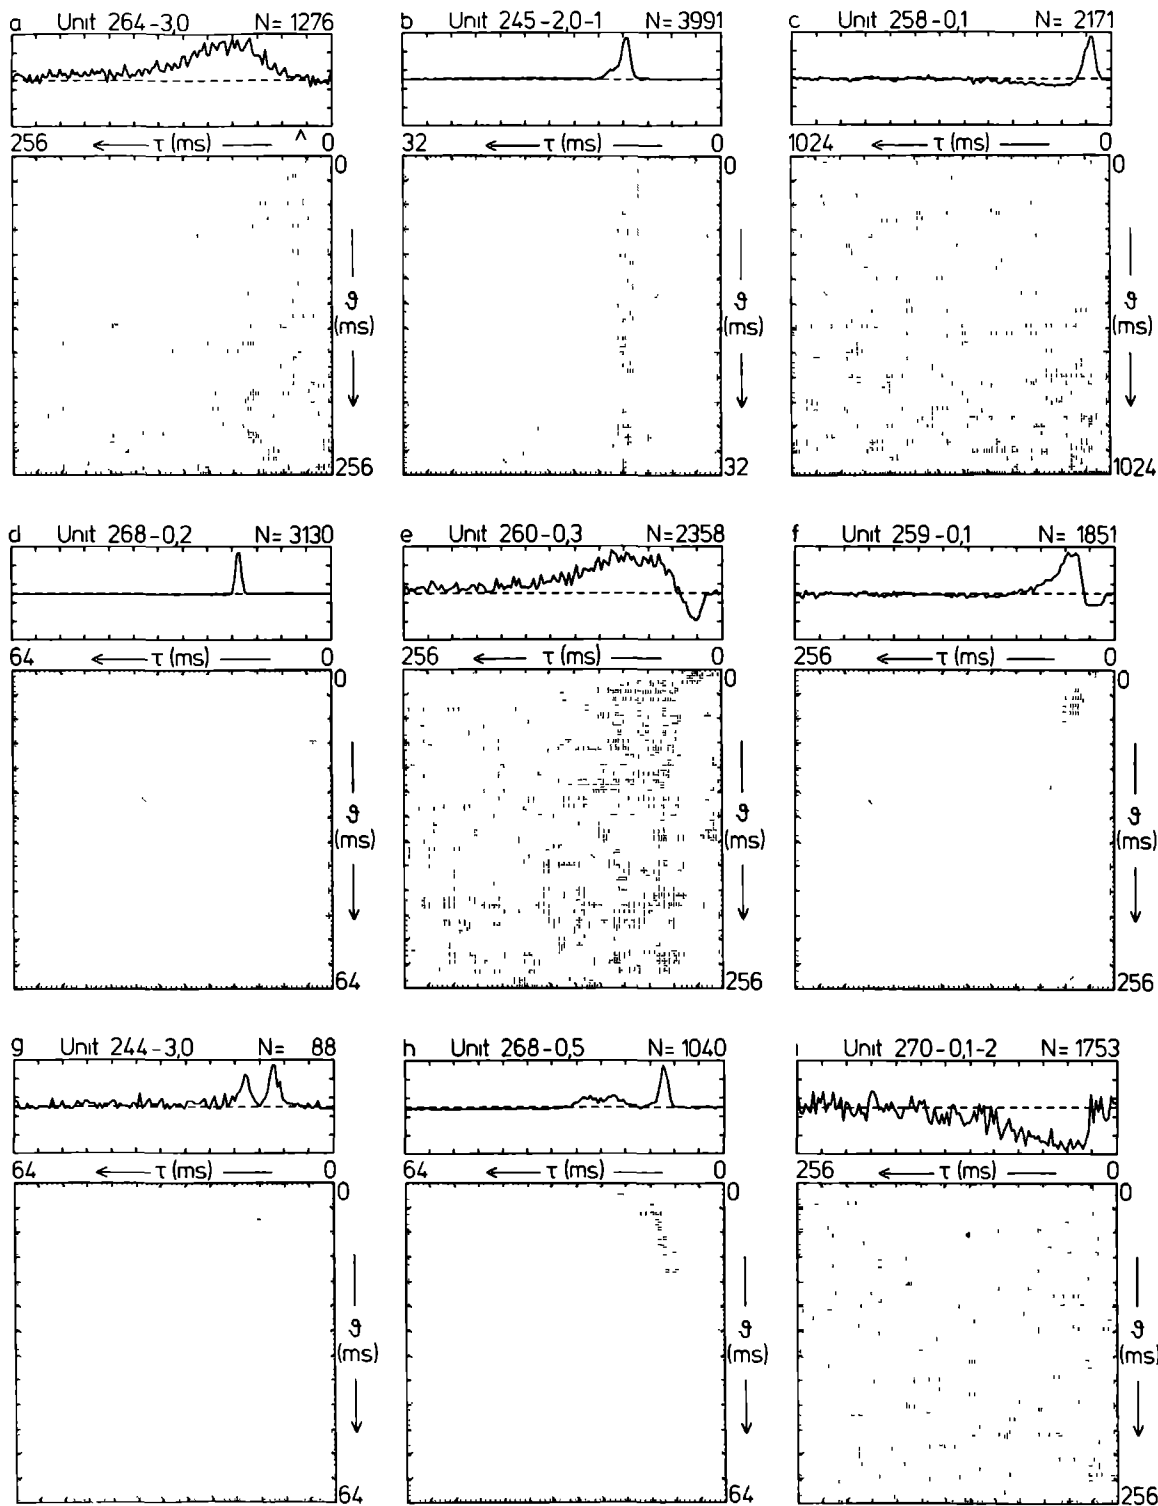 a Unit 264-3,0 N=1276
b Unit 245-2,0-1 N=3991
c Unit 258-0,1 N=2171
256 ← τ (ms) — ^ 0
32 ← τ (ms) — 0
1024 ← τ (ms) — 0
0
0
0
ϑ
(ms)
ϑ
(ms)
ϑ
(ms)
256
32
1024
d Unit 268-0,2 N=3130
e Unit 260-0,3 N=2358
f Unit 259-0,1 N=1851
64 ← τ (ms) — 0
256 ← τ (ms) — 0
256 ← τ (ms) — 0
0
0
0
ϑ
(ms)
ϑ
(ms)
ϑ
(ms)
64
256
256
g Unit 244-3,0 N= 88
h Unit 268-0,5 N=1040
i Unit 270-0,1-2 N=1753
64 ← τ (ms) — 0
64 ← τ (ms) — 0
256 ← τ (ms) — 0
0
0
0
ϑ
(ms)
ϑ
(ms)
ϑ
(ms)
64
64
256